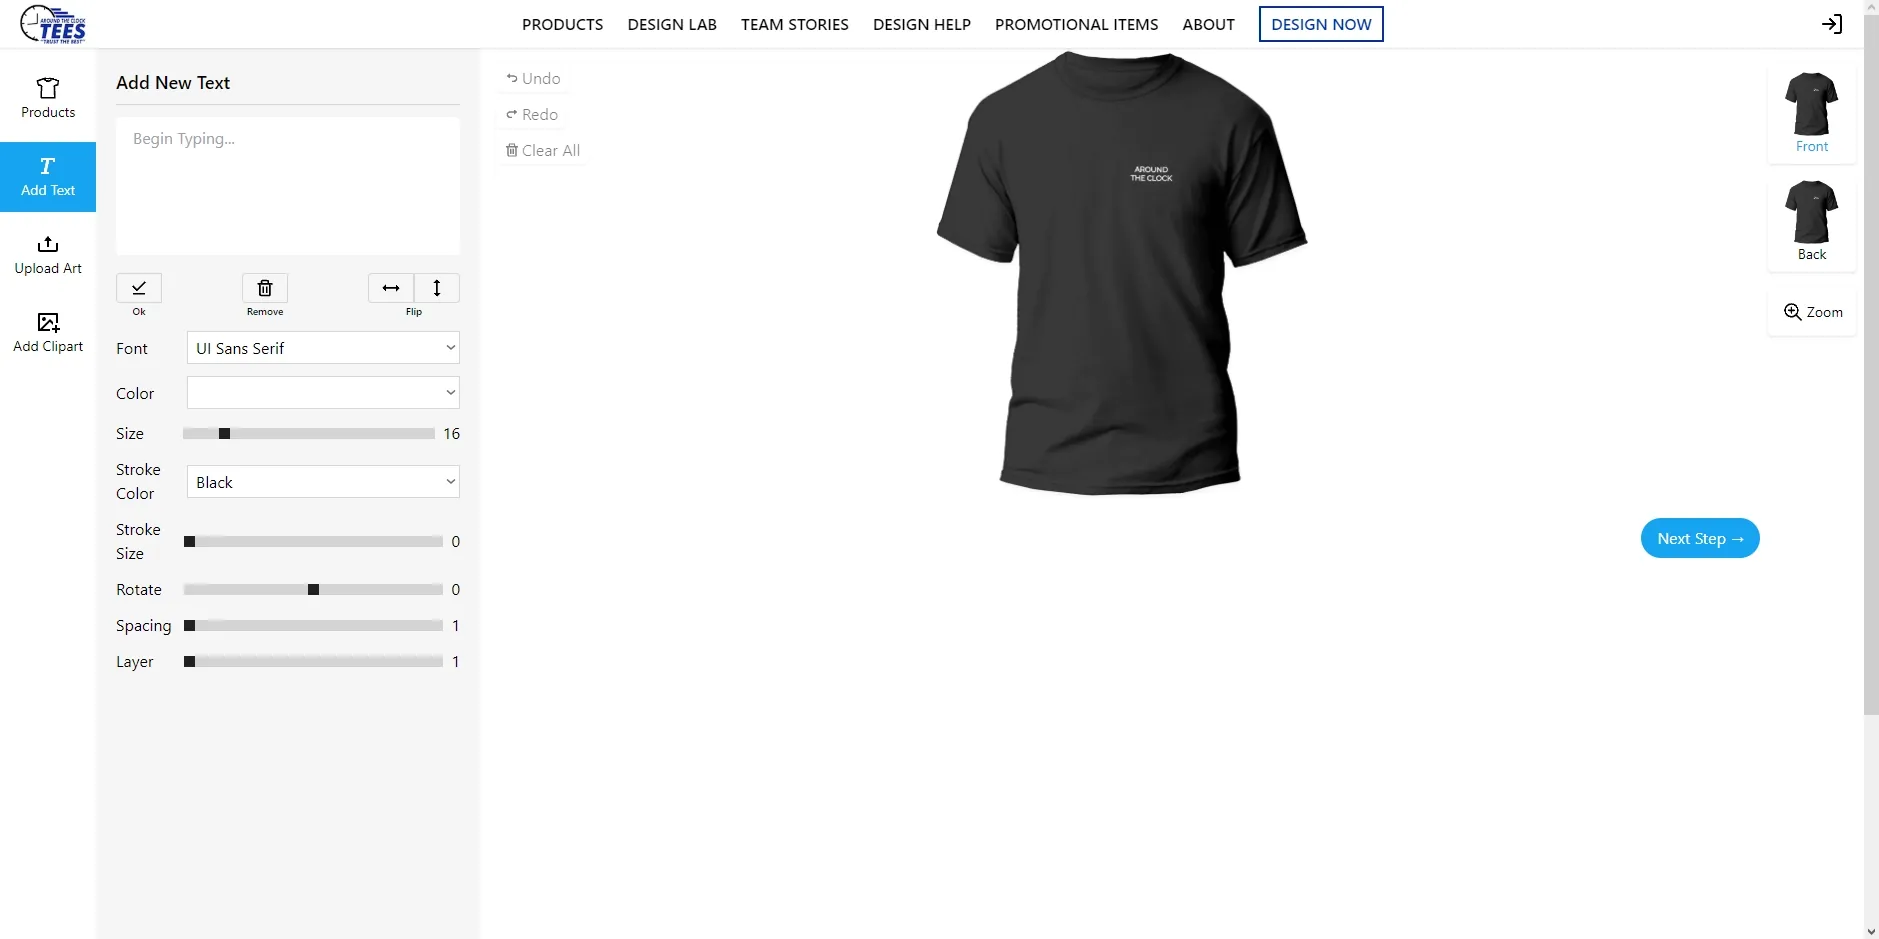 AROUND THE CLOCK
TEES
"TRUST THE BEST"
PRODUCTS
DESIGN LAB
TEAM STORIES
DESIGN HELP
PROMOTIONAL ITEMS
ABOUT
DESIGN NOW
Products
Add Text
Upload Art
Add Clipart
Add New Text
Begin Typing...
Ok
Remove
Flip
Font
UI Sans Serif
Color
Size
16
Stroke
Color
Black
Stroke
Size
0
Rotate
0
Spacing
1
Layer
1
Undo
Redo
Clear All
AROUND
THE CLOCK
Front
Back
Zoom
Next Step →